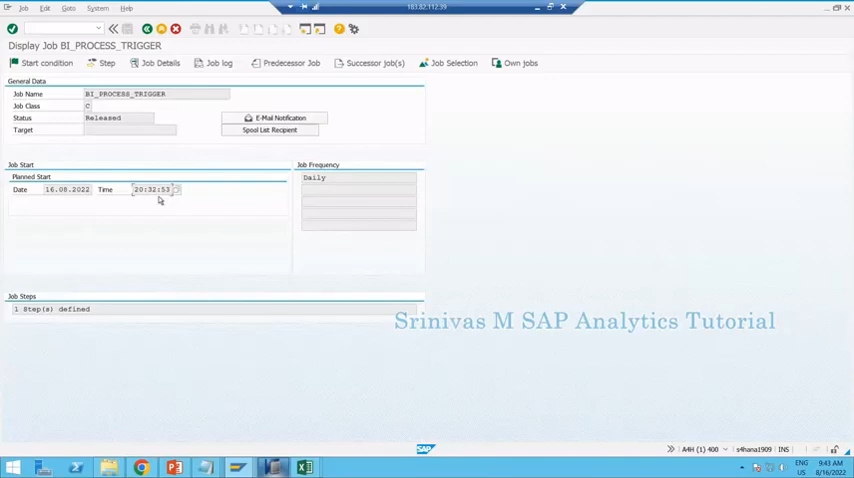 183.82.112.39
Job Edit Goto System Help
Display Job BI_PROCESS_TRIGGER
Start condition Step Job Details Job log Predecessor Job Successor job(s) Job Selection Own jobs
General Data
Job Name BI_PROCESS_TRIGGER
Job Class C
Status Released E-Mail Notification
Target Spool List Recipient
Job Start Job Frequency
Planned Start Daily
Date 16.08.2022 Time 20:32:53
Job Steps
1 Step(s) defined
Srinivas M SAP Analytics Tutorial
SAP A4H (1) 400 s4hana1909 INS
ENG 9:43 AM
US 8/16/2022